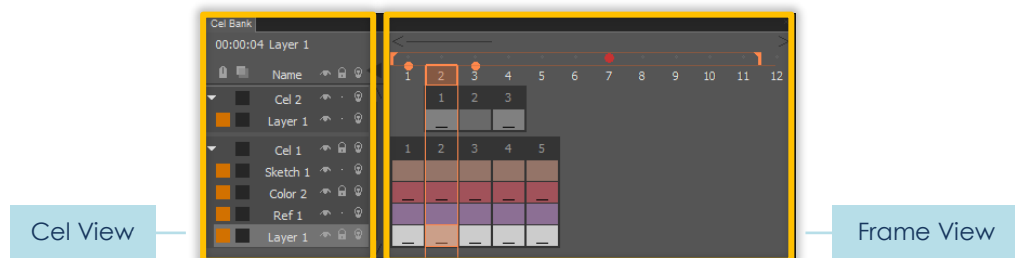 Cel Bank
00:00:04 Layer 1
Name
1 2 3 4 5 6 7 8 9 10 11 12
Cel 2
1 2 3
Layer 1
Cel 1
1 2 3 4 5
Sketch 1
Color 2
Ref 1
Layer 1
Cel View
Frame View